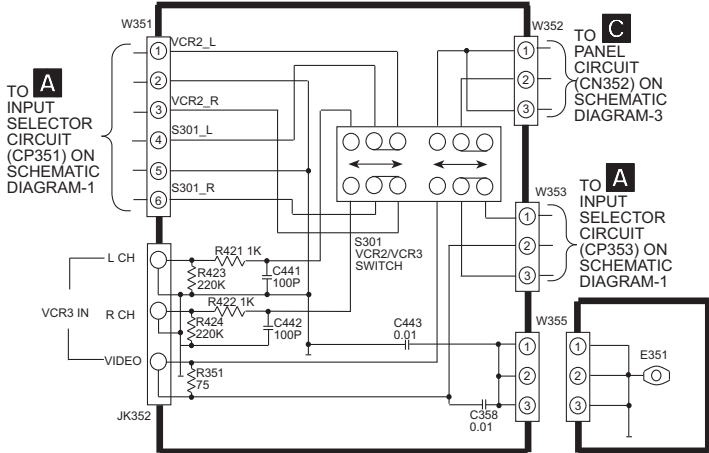 W351
TO A
INPUT
SELECTOR
CIRCUIT
(CP351) ON
SCHEMATIC
DIAGRAM-1
1
VCR2_L
2
3
VCR2_R
4
S301_L
5
6
S301_R
W352
1
2
3
TO C
PANEL
CIRCUIT
(CN352) ON
SCHEMATIC
DIAGRAM-3
S301
VCR2/VCR3
SWITCH
W353
1
2
3
TO A
INPUT
SELECTOR
CIRCUIT
(CP353) ON
SCHEMATIC
DIAGRAM-1
VCR3 IN
L CH
R CH
VIDEO
JK352
R421 1K
R423
220K
C441
100P
R422 1K
R424
220K
C442
100P
R351
75
C443
0.01
C358
0.01
W355
1
2
3
1
2
3
E351